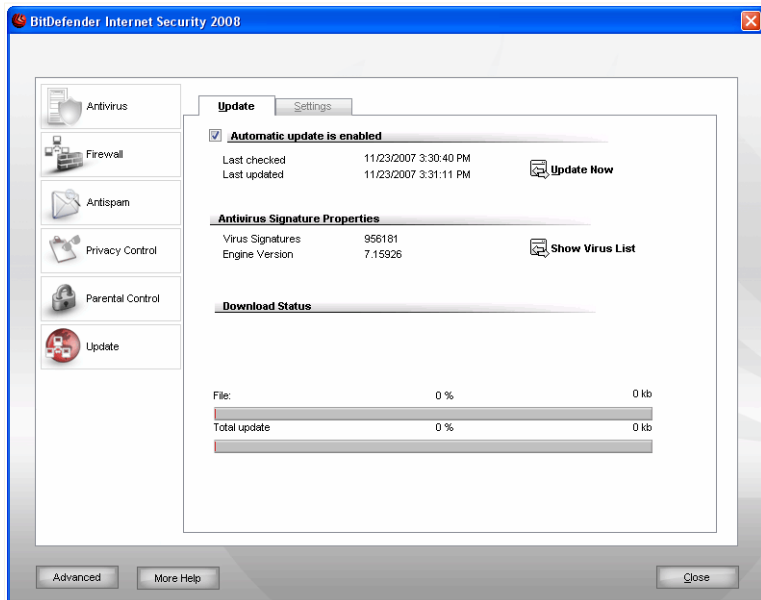 BitDefender Internet Security 2008
Antivirus
Firewall
Antispam
Privacy Control
Parental Control
Update
Update
Settings
Automatic update is enabled
Last checked 11/23/2007 3:30:40 PM
Last updated 11/23/2007 3:31:11 PM
Update Now
Antivirus Signature Properties
Virus Signatures 956181
Engine Version 7.15926
Show Virus List
Download Status
File: 0 % 0 kb
Total update 0 % 0 kb
Advanced
More Help
Close